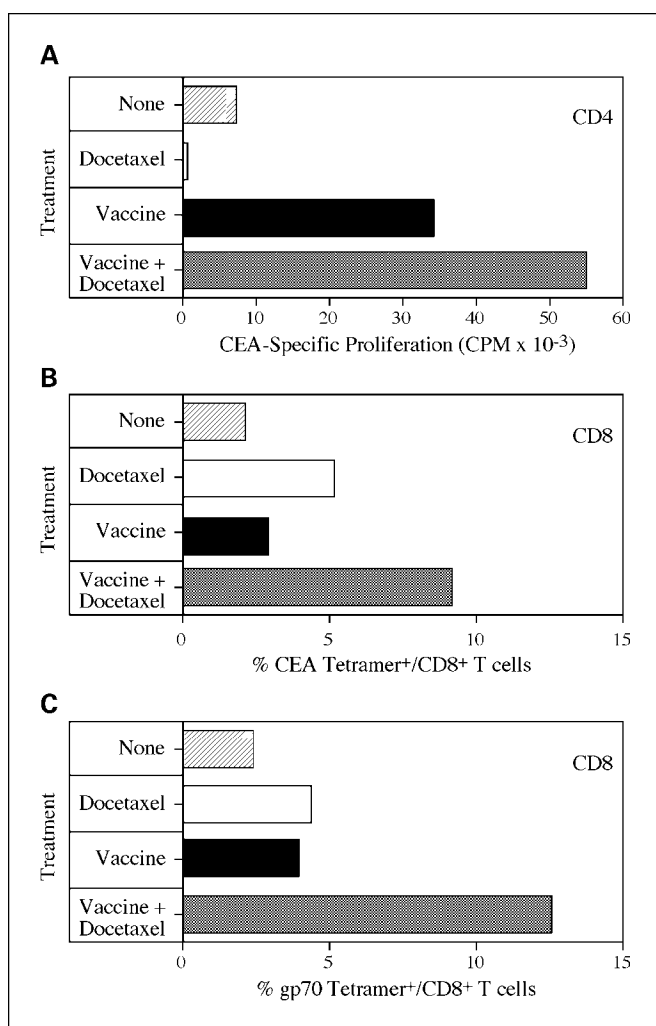 A
Treatment
None
CD4
Docetaxel
Vaccine
Vaccine +
Docetaxel
0 10 20 30 40 50 60
CEA-Specific Proliferation (CPM x 10-3)
B
Treatment
None
CD8
Docetaxel
Vaccine
Vaccine +
Docetaxel
0 5 10 15
% CEA Tetramer+/CD8+ T cells
C
Treatment
None
CD8
Docetaxel
Vaccine
Vaccine +
Docetaxel
0 5 10 15
% gp70 Tetramer+/CD8+ T cells